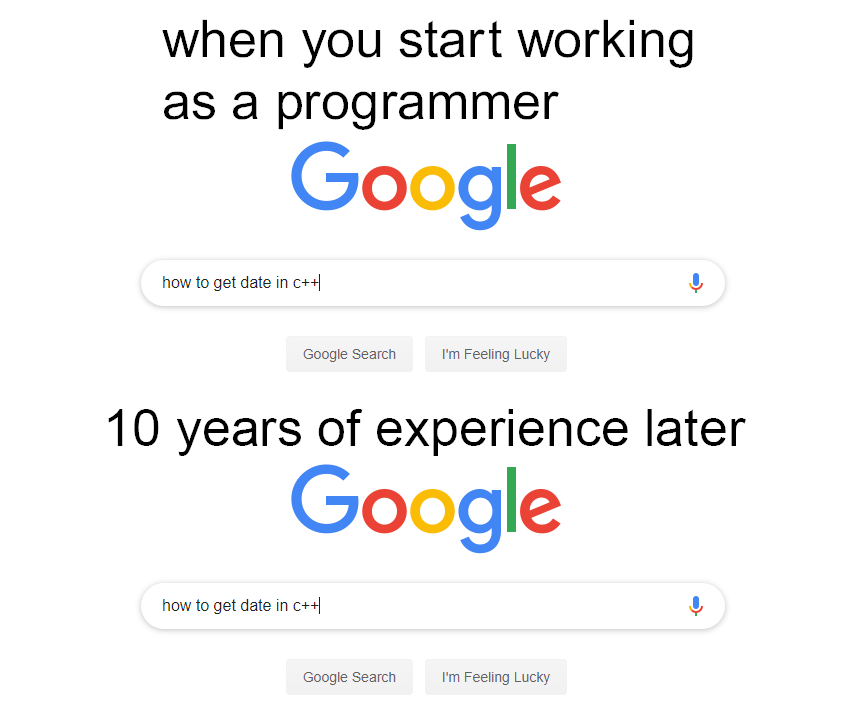 when you start working
as a programmer
Google
how to get date in c++
Google Search
I'm Feeling Lucky
10 years of experience later
Google
how to get date in c++
Google Search
I'm Feeling Lucky